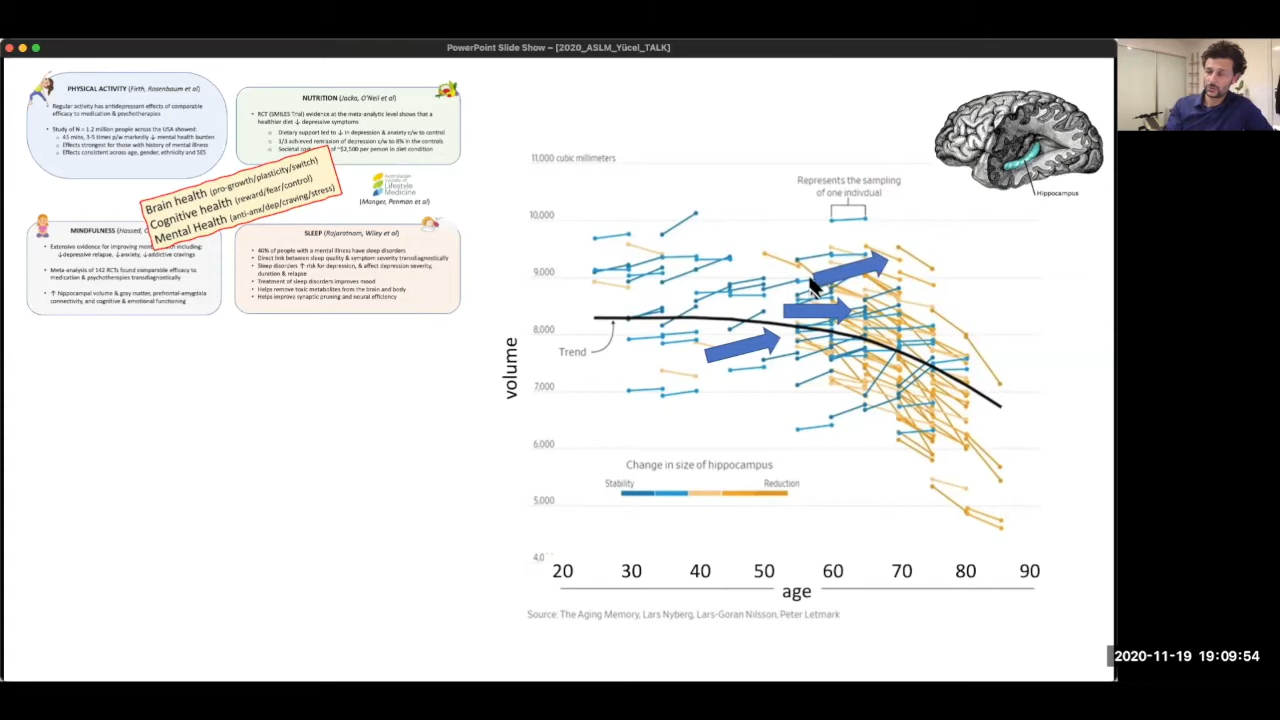 PowerPoint Slide Show ~ [2020_ASLM_Yücel_TALK]
PHYSICAL ACTIVITY (Firth, Rosenbaum et al)
• Regular activity has antidepressant effects of comparable
efficacy to medication & psychotherapies
• Study of N = 1.2 million people across the USA showed:
45 mins, 3-5 times p/w markedly ↓ mental health burden
Effects strongest for those with history of mental illness
Effects consistent across age, gender, ethnicity and SES
NUTRITION (Jacka, O'Neil et al)
• RCT (SMILES Trial) evidence at the meta-analytic level shows that a
healthier diet ↓ depressive symptoms
Dietary support led to ↓ in depression & anxiety c/w to control
1/3 achieved remission of depression c/w to 8% in the controls
Societal ~$2,500 per person in diet condition
Brain health (pro-growth/plasticity/switch)
Cognitive health (reward/fear/control)
Mental Health (anti-anx/dep/craving/stress)
Australasian
Society of
Lifestyle
Medicine
(Manger, Penman et al)
MINDFULNESS (Hassed,
• Extensive evidence for improving including:
↓depressive relapse, ↓anxiety, ↓addictive cravings
• Meta-analysis of 142 RCTs found comparable efficacy to
medication & psychotherapies transdiagnostically
• ↑ hippocampal volume & gray matter, prefrontal-amygdala
connectivity, and cognitive & emotional functioning
SLEEP (Rajaratnam, Wiley et al)
• 40% of people with a mental illness have sleep disorders
• Direct link between sleep quality & symptom severity transdiagnostically
• Sleep disorders ↑ risk for depression, & affect depression severity,
duration & relapse
• Treatment of sleep disorders improves mood
• Helps remove toxic metabolites from the brain and body
• Helps improve synaptic pruning and neural efficiency
Hippocampus
11,000 cubic millimeters
Represents the sampling
of one indivdual
10,000
9,000
8,000
Trend
volume
7,000
6,000
Change in size of hippocampus
Stability Reduction
5,000
4,0
20 30 40 50 60 70 80 90
age
Source: The Aging Memory, Lars Nyberg, Lars-Goran Nilsson, Peter Letmark
2020-11-19 19:09:54